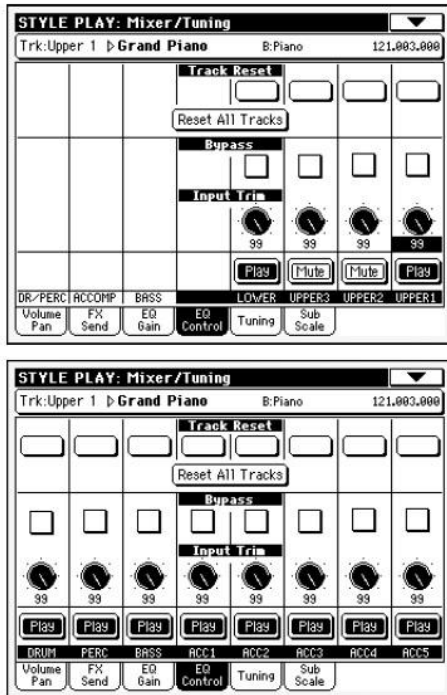 STYLE PLAY: Mixer/Tuning
Trk:Upper 1 ▷Grand Piano B:Piano 121.003.000
Track Reset
Reset All Tracks
Bypass
Input Trim
99 99 99 99
Play Mute Mute Play
DR/PERC ACCOMP BASS LOWER UPPER3 UPPER2 UPPER1
Volume Pan FX Send EQ Gain EQ Control Tuning Sub Scale
STYLE PLAY: Mixer/Tuning
Trk:Upper 1 ▷Grand Piano B:Piano 121.003.000
Track Reset
Reset All Tracks
Bypass
Input Trim
99 99 99 99 99 99 99 99
Play Play Play Play Play Play Play Play
DRUM PERC BASS ACC1 ACC2 ACC3 ACC4 ACC5
Volume Pan FX Send EQ Gain EQ Control Tuning Sub Scale